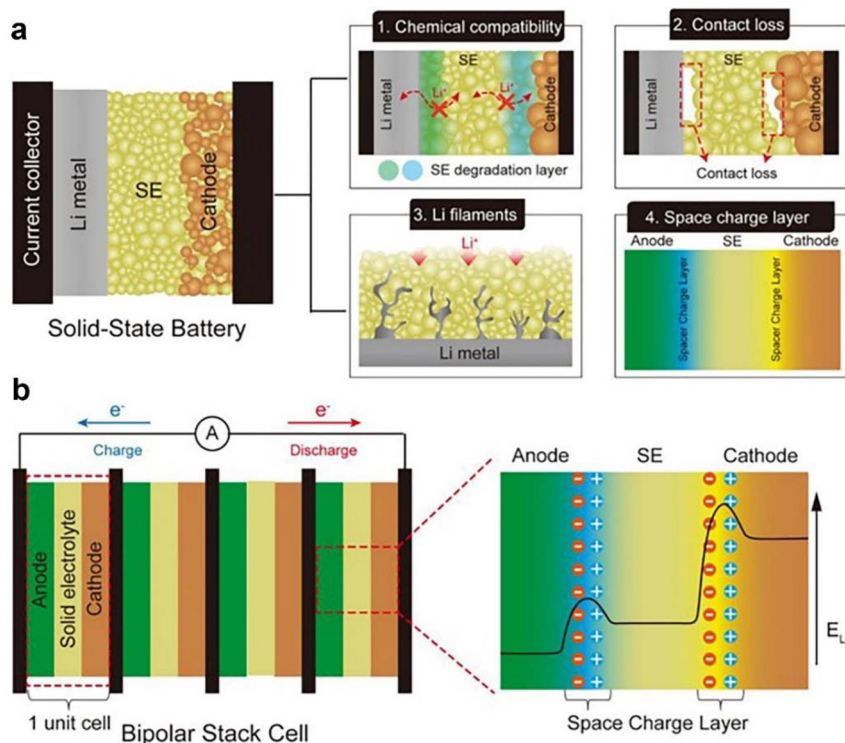 a
Current collector
Li metal
SE
Cathode
Solid-State Battery
1. Chemical compatibility
Li metal
SE
Li⁺
Li⁺
Cathode
SE degradation layer
2. Contact loss
Li metal
SE
Cathode
Contact loss
3. Li filaments
Li⁺
Li metal
4. Space charge layer
Anode
SE
Cathode
Spacer Charge Layer
Spacer Charge Layer
b
e⁻
e⁻
A
Charge
Discharge
Anode
Solid electrolyte
Cathode
1 unit cell
Bipolar Stack Cell
Anode
SE
Cathode
E
Space Charge Layer